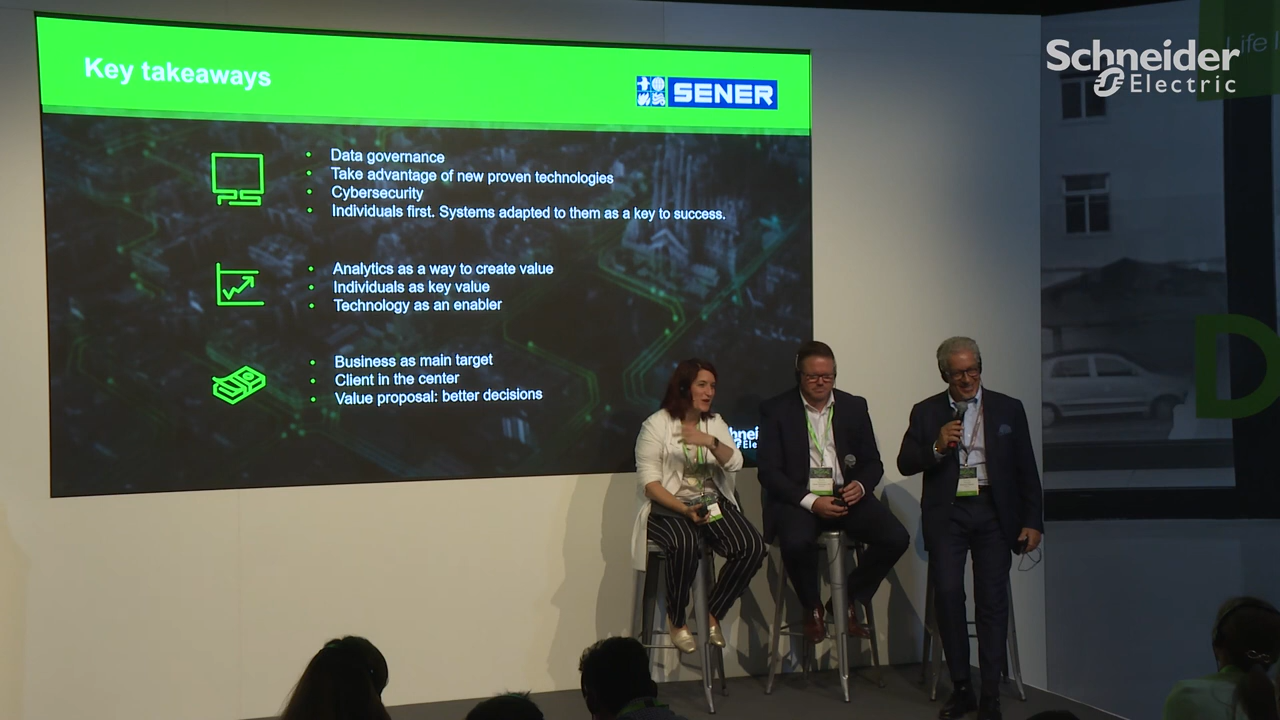 Key takeaways
SENER
Schneider
Electric
Life
Data governance
Take advantage of new proven technologies
Cybersecurity
Individuals first. Systems adapted to them as a key to success.
Analytics as a way to create value
Individuals as key value
Technology as an enabler
Business as main target
Client in the center
Value proposal: better decisions
D